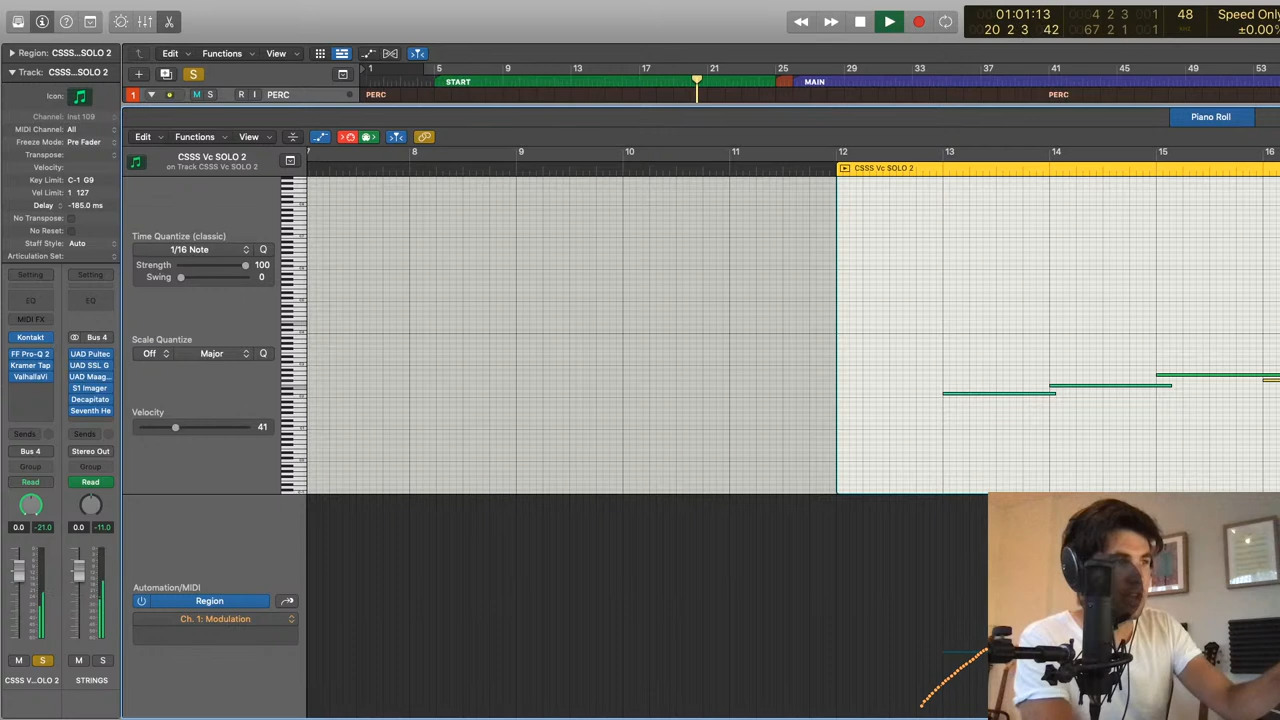 01:01:13
20 2 3 42
4 2 3 1
67 2 1 1
48
Speed Only
±0.00%
Region: CSSS...SOLO 2
Edit
Functions
View
1 5 9 13 17 21 25 29 33 37 41 45 49 53
Track: CSSS...SOLO 2
S
START
MAIN
Icon:
1
M S
R I
PERC
PERC
PERC
Channel: Inst 109
Piano Roll
MIDI Channel: All
Freeze Mode: Pre Fader
Edit
Functions
View
Transpose:
Velocity:
CSSS Vc SOLO 2
on Track CSSS Vc SOLO 2
7 8 9 10 11 12 13 14 15 16
Key Limit: C-1 G9
CSSS Vc SOLO 2
Vel Limit: 1 127
Delay -185.0 ms
No Transpose:
No Reset:
Staff Style: Auto
Articulation Set:
Time Quantize (classic)
1/16 Note
Q
Strength
100
Swing
0
Setting
Setting
EQ
EQ
MIDI FX
Kontakt
Bus 4
Scale Quantize
Off
Major
Q
FF Pro-Q 2
UAD Pultec
Kramer Tap
UAD SSL G
ValhallaVi
UAD Maag...
S1 Imager
Decapitato
Seventh He
Velocity
41
Sends
Sends
Bus 4
Stereo Out
Group
Group
Read
Read
0.0
-21.0
0.0
-11.0
Automation/MIDI
Region
Ch. 1: Modulation
M
S
M
S
CSSS V...OLO 2
STRINGS